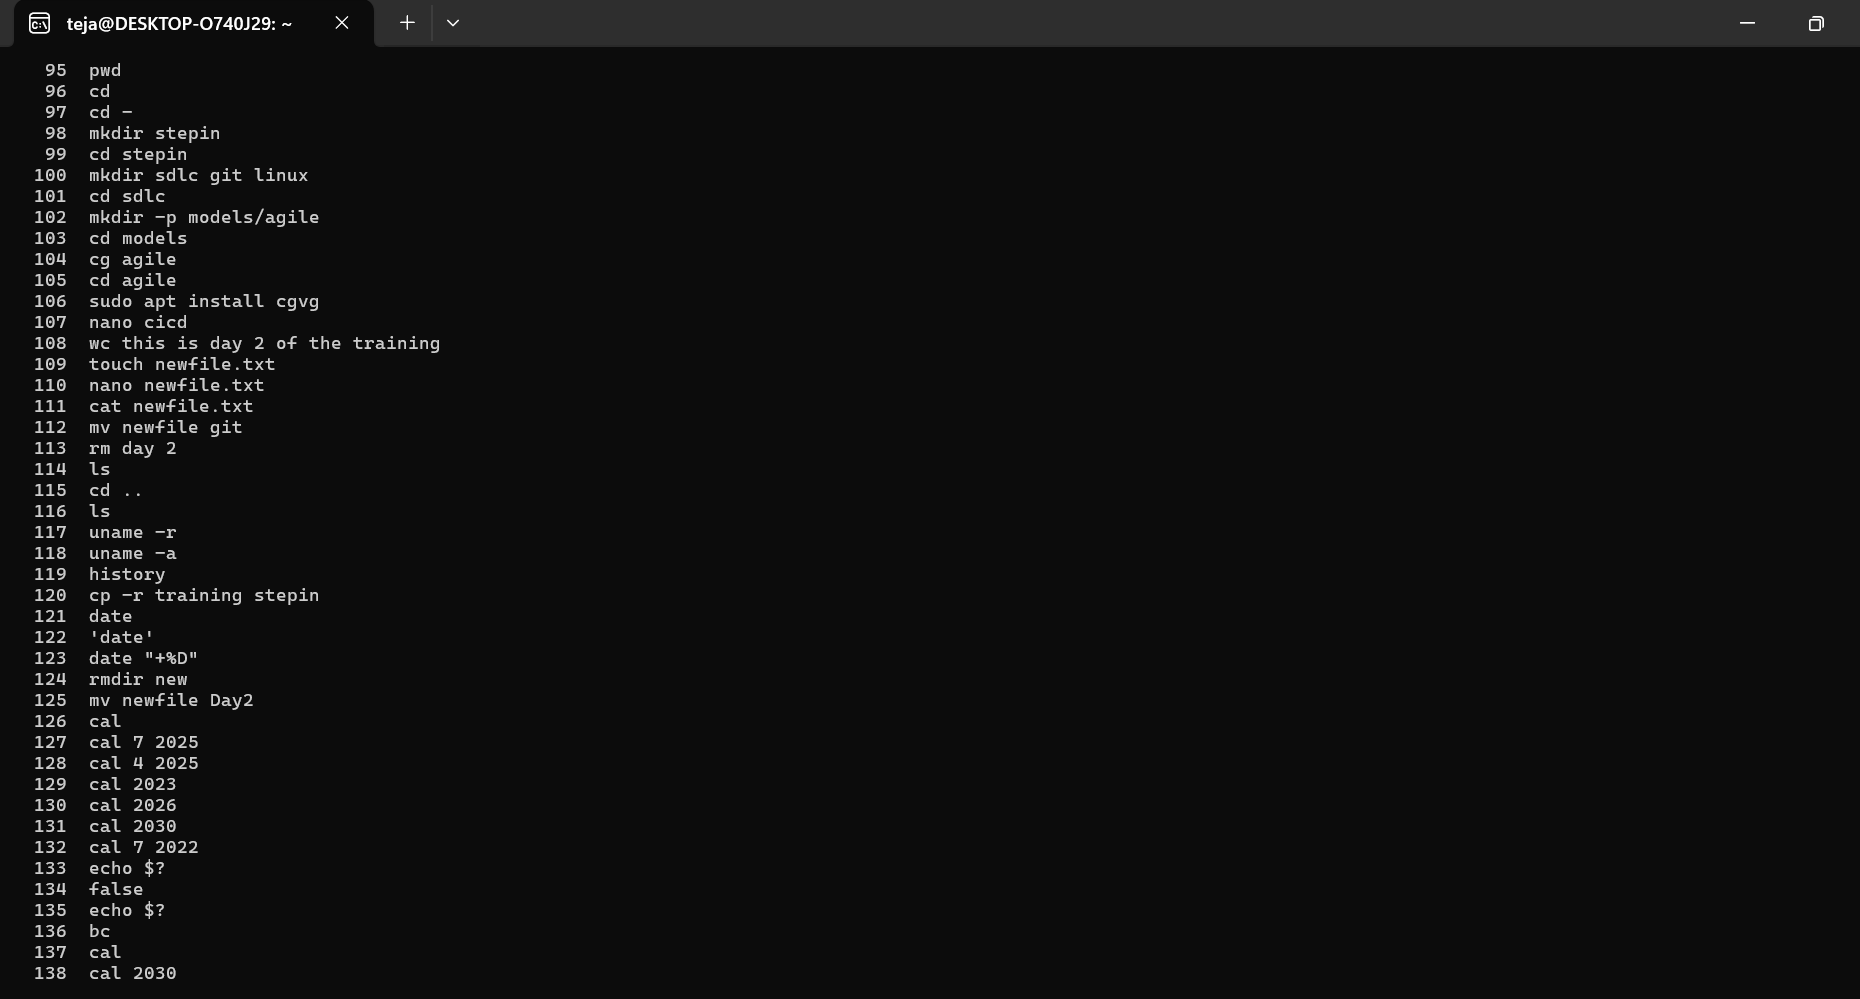 teja@DESKTOP-O740J29: ~
95 pwd
96 cd
97 cd -
98 mkdir stepin
99 cd stepin
100 mkdir sdlc git linux
101 cd sdlc
102 mkdir -p models/agile
103 cd models
104 cg agile
105 cd agile
106 sudo apt install cgvg
107 nano cicd
108 wc this is day 2 of the training
109 touch newfile.txt
110 nano newfile.txt
111 cat newfile.txt
112 mv newfile git
113 rm day 2
114 ls
115 cd ..
116 ls
117 uname -r
118 uname -a
119 history
120 cp -r training stepin
121 date
122 'date'
123 date "+%D"
124 rmdir new
125 mv newfile Day2
126 cal
127 cal 7 2025
128 cal 4 2025
129 cal 2023
130 cal 2026
131 cal 2030
132 cal 7 2022
133 echo $?
134 false
135 echo $?
136 bc
137 cal
138 cal 2030